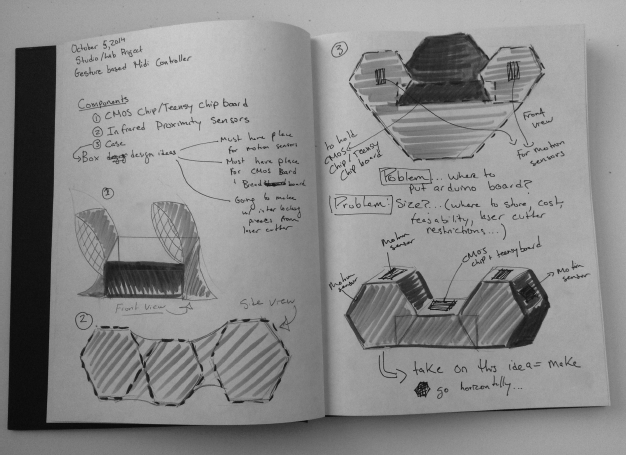 October 5, 2014
Studio/Lab Project
Gesture based Midi Controller
Components
① CMOS Chip/Teensy Chip board
② Infrared Proximity Sensors
③ Case
Box design ideas
Must have place
for motion sensors
Must have place
for CMOS Board
& Bread board
Going to make
w/ inter locking
pieces from
laser cutter
①
Front view
②
Side view
③
to hold
CMOS
Chip/Teensy
Chip board
Front
view
for motion
sensors
Problem... where to
put arduino board?
Problem: Size?... (where to store, cost,
feasability, laser cutter
restrictions...)
Motion
sensor
Motion
sensor
CMOS
chip + teensy board
Motion
sensor
take on this idea = make
go horizontally...